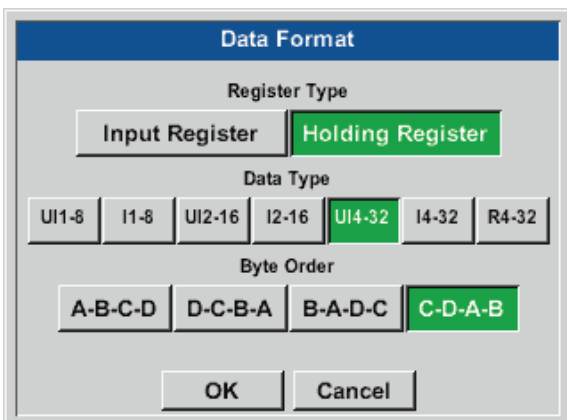 Data Format
Register Type
Input Register Holding Register
Data Type
UI1-8 I1-8 UI2-16 I2-16 UI4-32 I4-32 R4-32
Byte Order
A-B-C-D D-C-B-A B-A-D-C C-D-A-B
OK Cancel